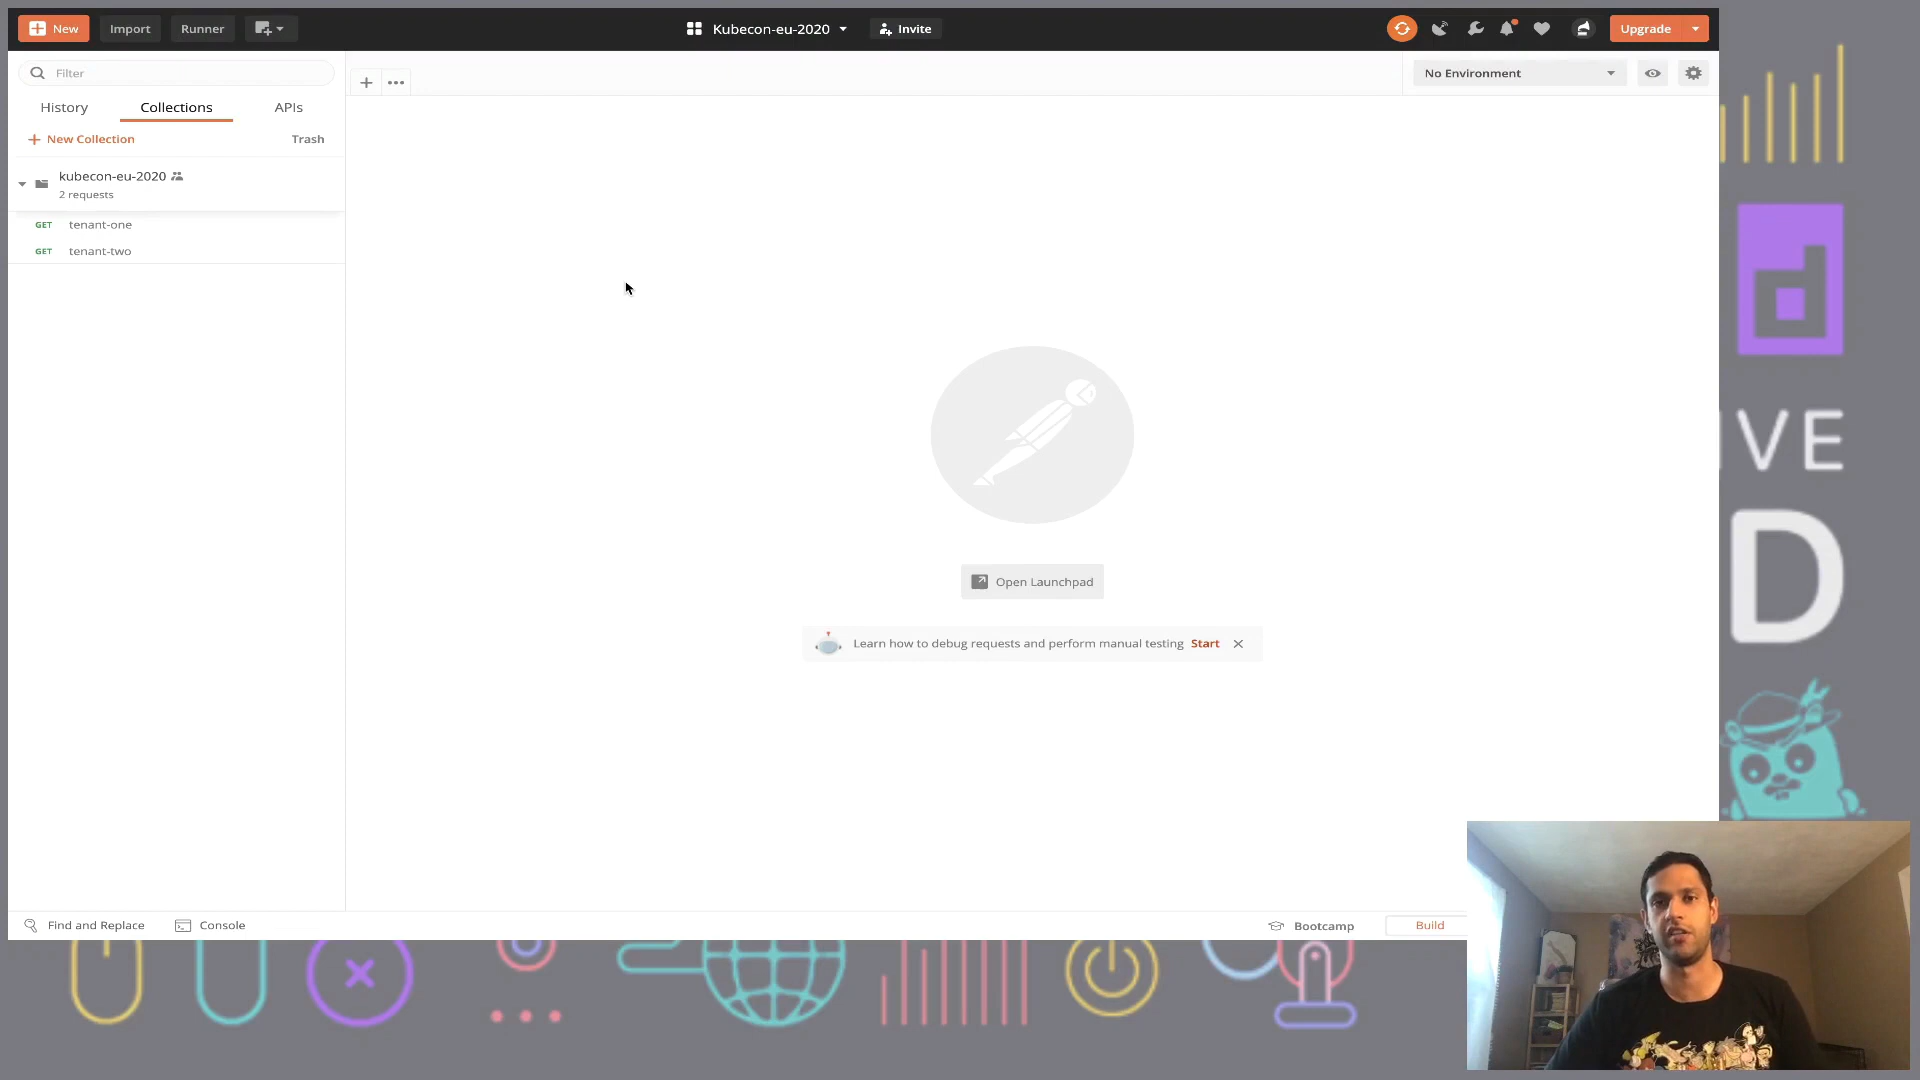 New
Import
Runner
Kubecon-eu-2020
Invite
Upgrade
Filter
No Environment
History
Collections
APIs
New Collection
Trash
kubecon-eu-2020
2 requests
GET tenant-one
GET tenant-two
Open Launchpad
Learn how to debug requests and perform manual testing Start
Find and Replace
Console
Bootcamp
Build
d
VE
D